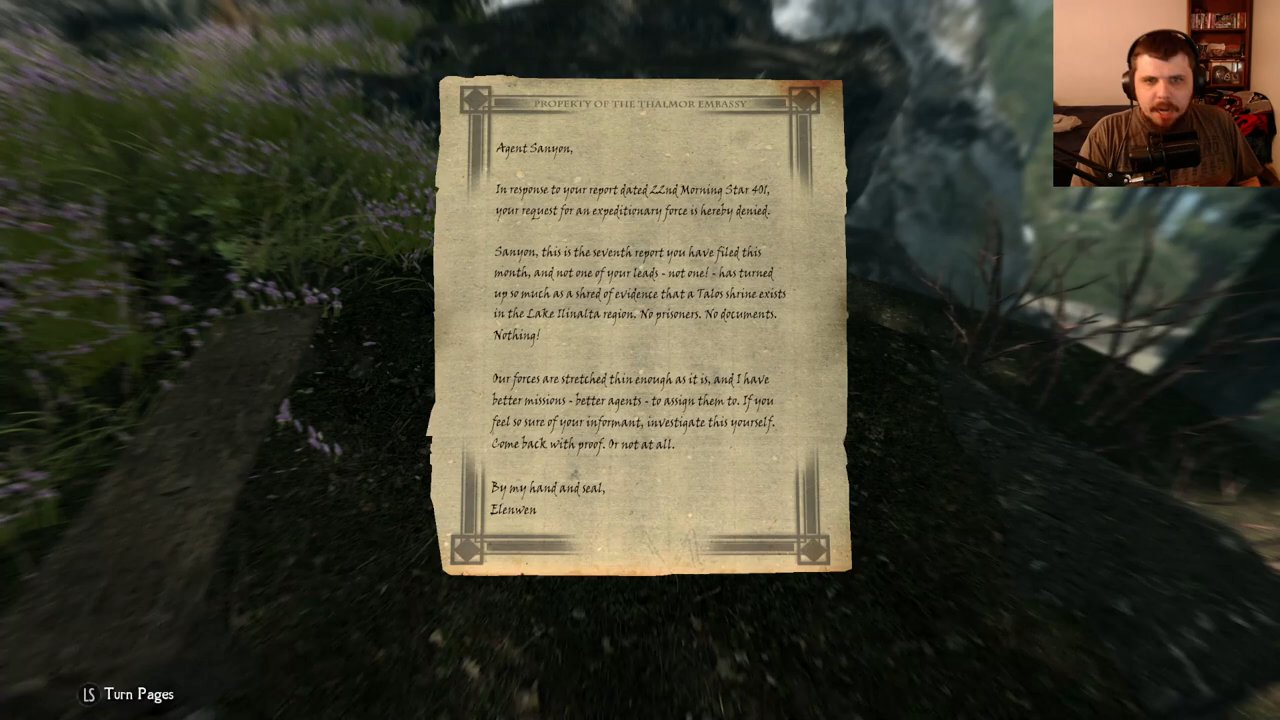 PROPERTY OF THE THALMOR EMBASSY
Agent Sanyon,
In response to your report dated 22nd Morning Star 401,
your request for an expeditionary force is hereby denied.
Sanyon, this is the seventh report you have filed this
month, and not one of your leads - not one! - has turned
up so much as a shred of evidence that a Talos shrine exists
in the Lake Ilinalta region. No prisoners. No documents.
Nothing!
Our forces are stretched thin enough as it is, and I have
better missions - better agents - to assign them to. If you
feel so sure of your informant, investigate this yourself.
Come back with proof. Or not at all.
By my hand and seal,
Elenwen
LS Turn Pages